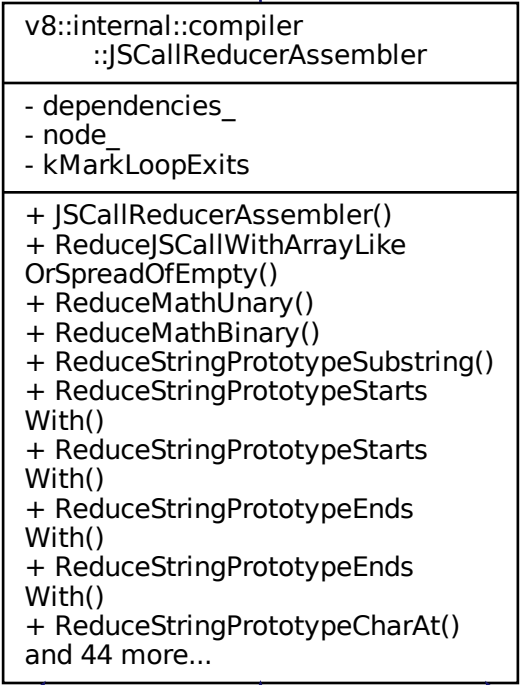 v8::internal::compiler
::JSCallReducerAssembler
- dependencies_
- node_
- kMarkLoopExits
+ JSCallReducerAssembler()
+ ReduceJSCallWithArrayLike
OrSpreadOfEmpty()
+ ReduceMathUnary()
+ ReduceMathBinary()
+ ReduceStringPrototypeSubstring()
+ ReduceStringPrototypeStarts
With()
+ ReduceStringPrototypeStarts
With()
+ ReduceStringPrototypeEnds
With()
+ ReduceStringPrototypeEnds
With()
+ ReduceStringPrototypeCharAt()
and 44 more...